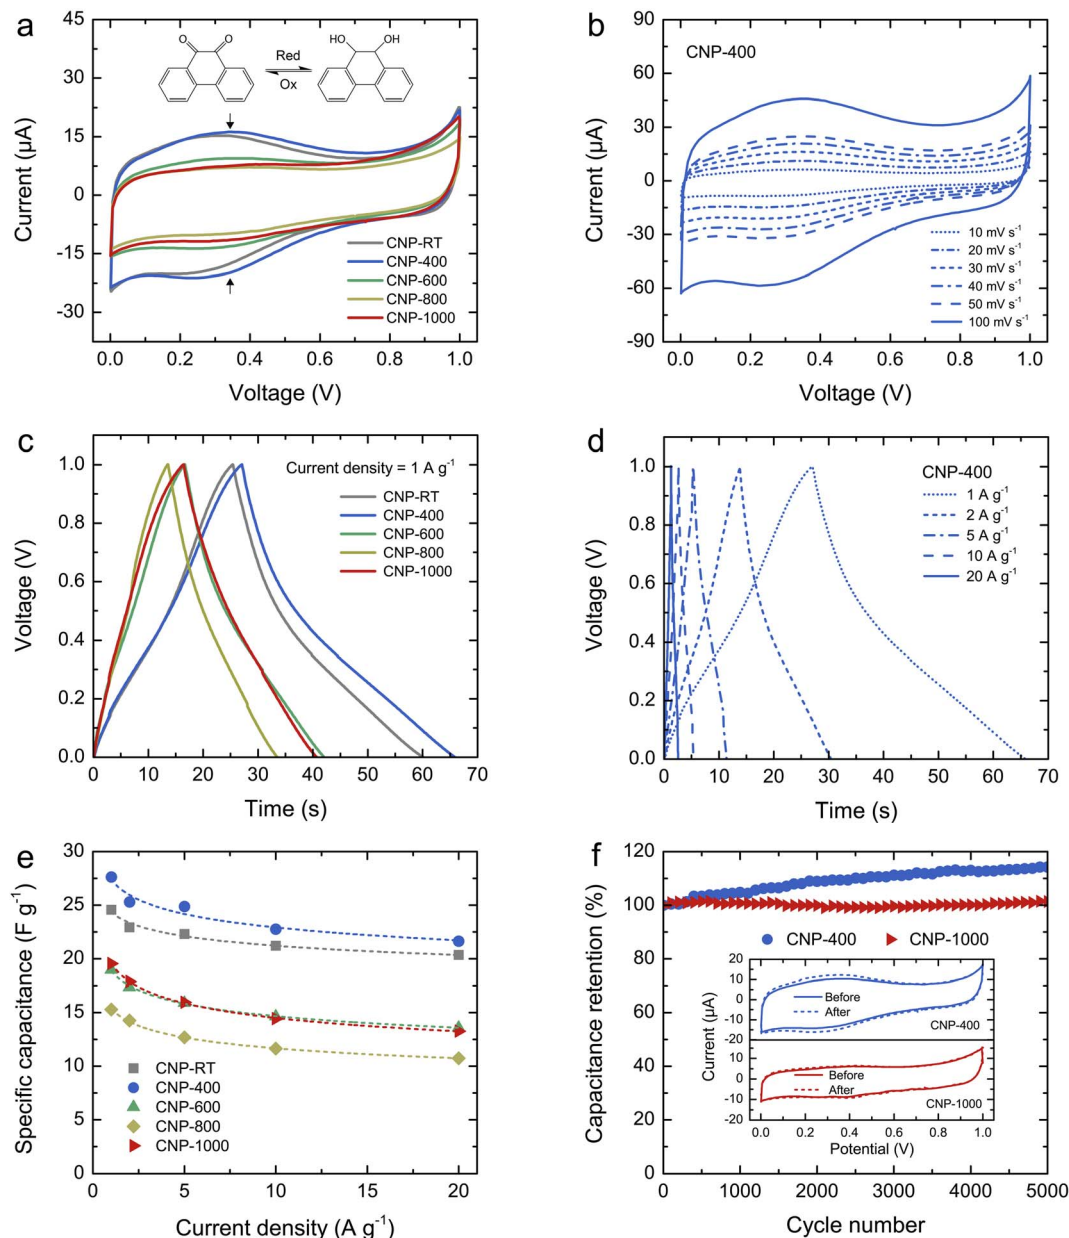 a
45
30
15
0
-15
-30
Current (µA)
O
O
Red
Ox
HO
OH
CNP-RT
CNP-400
CNP-600
CNP-800
CNP-1000
0.0 0.2 0.4 0.6 0.8 1.0
Voltage (V)
b
90
60
30
0
-30
-60
-90
Current (µA)
CNP-400
10 mV s⁻¹
20 mV s⁻¹
30 mV s⁻¹
40 mV s⁻¹
50 mV s⁻¹
100 mV s⁻¹
0.0 0.2 0.4 0.6 0.8 1.0
Voltage (V)
c
1.0
0.8
0.6
0.4
0.2
0.0
Voltage (V)
Current density = 1 A g⁻¹
CNP-RT
CNP-400
CNP-600
CNP-800
CNP-1000
0 10 20 30 40 50 60 70
Time (s)
d
1.0
0.8
0.6
0.4
0.2
0.0
Voltage (V)
CNP-400
1 A g⁻¹
2 A g⁻¹
5 A g⁻¹
10 A g⁻¹
20 A g⁻¹
0 10 20 30 40 50 60 70
Time (s)
e
30
25
20
15
10
5
0
Specific capacitance (F g⁻¹)
CNP-RT
CNP-400
CNP-600
CNP-800
CNP-1000
0 5 10 15 20
Current density (A g⁻¹)
f
120
100
80
60
40
20
0
Capacitance retention (%)
CNP-400 CNP-1000
20
10
0
-10
-20
Before
After
CNP-400
10
0
-10
-20
Before
After
CNP-1000
Current (µA)
0.0 0.2 0.4 0.6 0.8 1.0
Potential (V)
0 1000 2000 3000 4000 5000
Cycle number